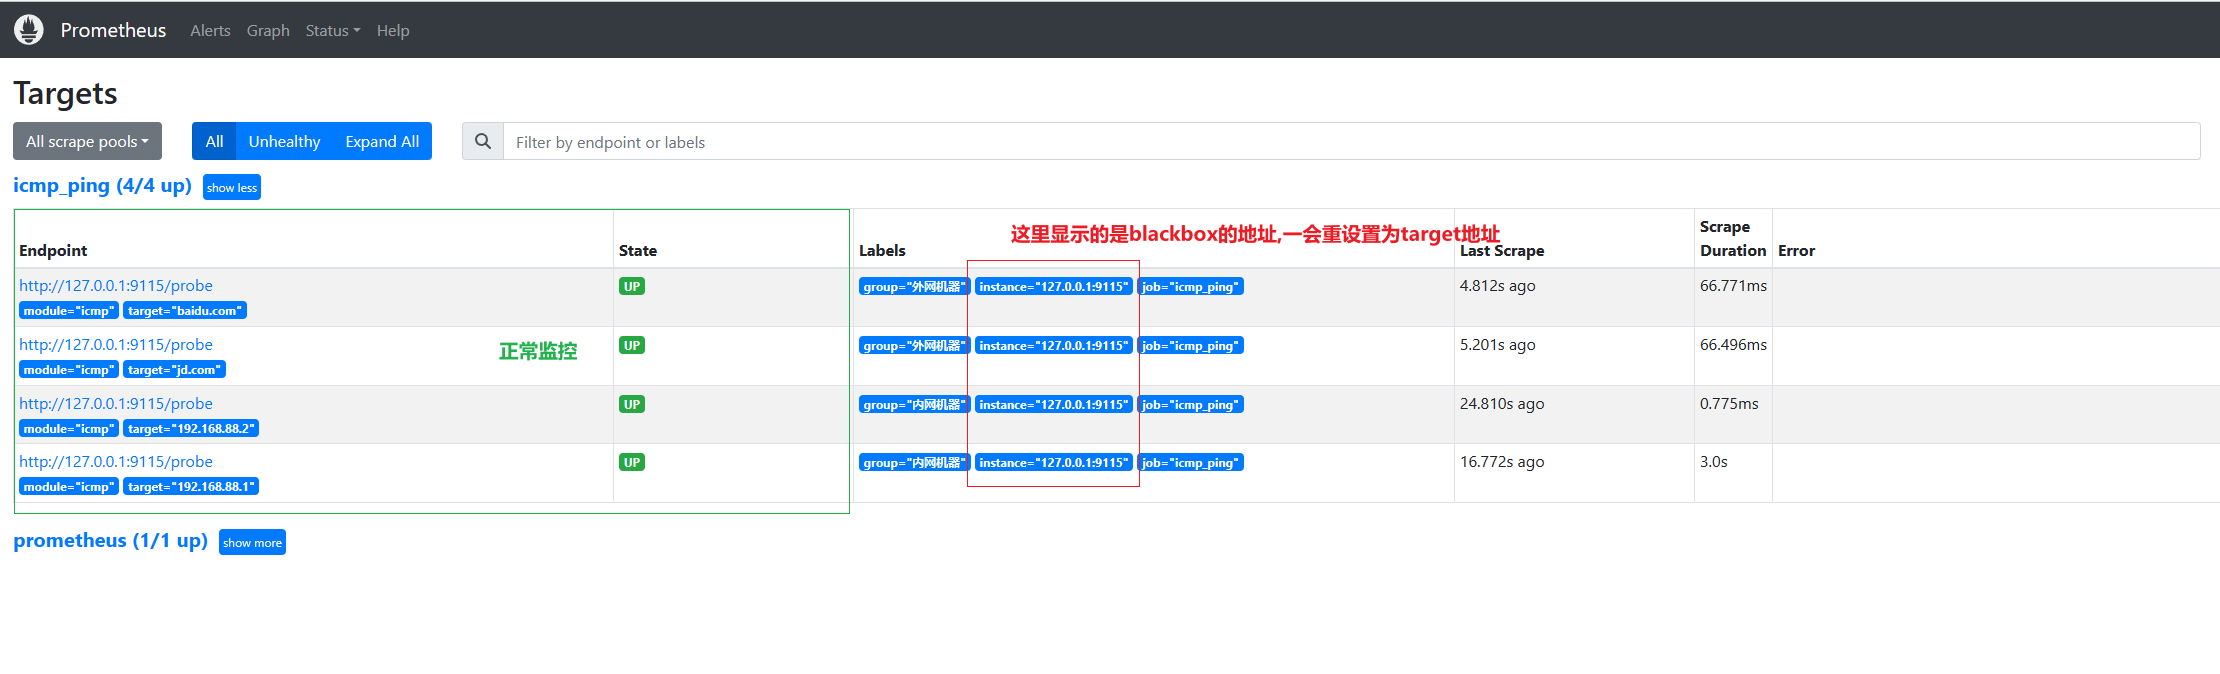 Prometheus Alerts Graph Status Help
Targets
All scrape pools All Unhealthy Expand All Filter by endpoint or labels
icmp_ping (4/4 up) show less
这里显示的是blackbox的地址,一会重设置为target地址
Endpoint State Labels Last Scrape Scrape Duration Error
http://127.0.0.1:9115/probe UP group="外网机器" instance="127.0.0.1:9115" job="icmp_ping" 4.812s ago 66.771ms
module="icmp" target="baidu.com"
http://127.0.0.1:9115/probe UP group="外网机器" instance="127.0.0.1:9115" job="icmp_ping" 5.201s ago 66.496ms
正常监控
module="icmp" target="jd.com"
http://127.0.0.1:9115/probe UP group="内网机器" instance="127.0.0.1:9115" job="icmp_ping" 24.810s ago 0.775ms
module="icmp" target="192.168.88.2"
http://127.0.0.1:9115/probe UP group="内网机器" instance="127.0.0.1:9115" job="icmp_ping" 16.772s ago 3.0s
module="icmp" target="192.168.88.1"
prometheus (1/1 up) show more